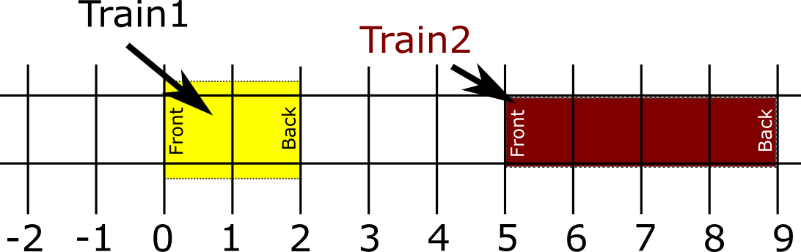 Train1
Train2
Front
Back
Front
Back
-2 -1 0 1 2 3 4 5 6 7 8 9